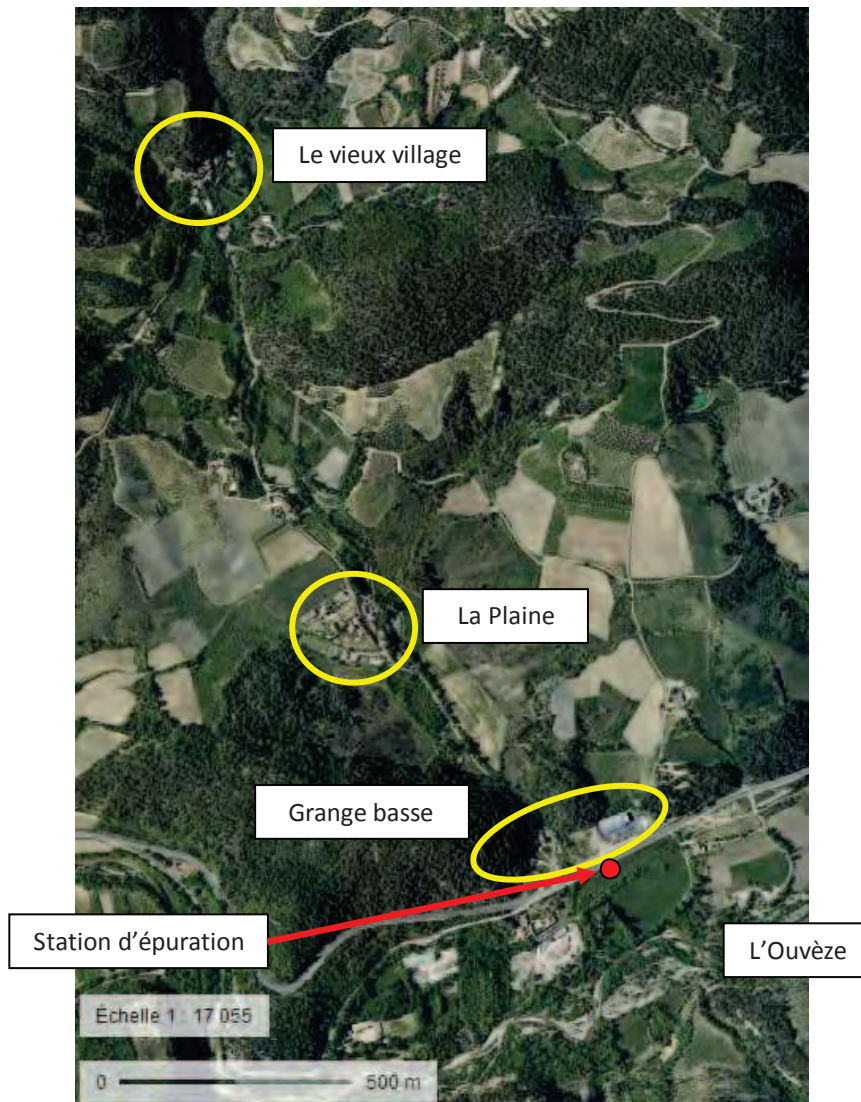 Le vieux village
La Plaine
Grange basse
Station d'épuration
L'Ouvèze
Échelle 1 : 17 055
0 500 m